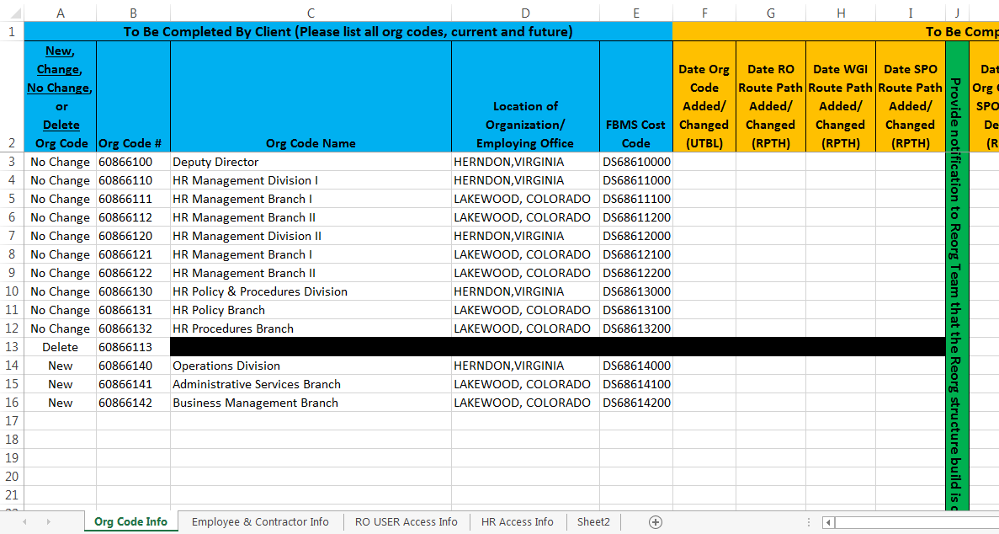 A B C D E F G H I J
1 To Be Completed By Client (Please list all org codes, current and future) To Be Comp
New,
Change,
No Change,
or
Delete
Org Code
2
Org Code #
Org Code Name
Location of
Organization/
Employing Office
FBMS Cost
Code
Date Org
Code
Added/
Changed
(UTBL)
Date RO
Route Path
Added/
Changed
(RPTH)
Date WGI
Route Path
Added/
Changed
(RPTH)
Date SPO
Route Path
Added/
Changed
(RPTH)
Provide notification to Reorg Team that the Reorg structure build is c
Dat
Org
SPO
De
(R
3 No Change 60866100 Deputy Director HERNDON,VIRGINIA DS68610000
4 No Change 60866110 HR Management Division I HERNDON,VIRGINIA DS68611000
5 No Change 60866111 HR Management Branch I LAKEWOOD, COLORADO DS68611100
6 No Change 60866112 HR Management Branch II LAKEWOOD, COLORADO DS68611200
7 No Change 60866120 HR Management Division II HERNDON,VIRGINIA DS68612000
8 No Change 60866121 HR Management Branch I LAKEWOOD, COLORADO DS68612100
9 No Change 60866122 HR Management Branch II LAKEWOOD, COLORADO DS68612200
10 No Change 60866130 HR Policy & Procedures Division HERNDON,VIRGINIA DS68613000
11 No Change 60866131 HR Policy Branch LAKEWOOD, COLORADO DS68613100
12 No Change 60866132 HR Procedures Branch LAKEWOOD, COLORADO DS68613200
13 Delete 60866113
14 New 60866140 Operations Division HERNDON,VIRGINIA DS68614000
15 New 60866141 Administrative Services Branch LAKEWOOD, COLORADO DS68614100
16 New 60866142 Business Management Branch LAKEWOOD, COLORADO DS68614200
17
18
19
20
21
Org Code Info Employee & Contractor Info RO USER Access Info HR Access Info Sheet2